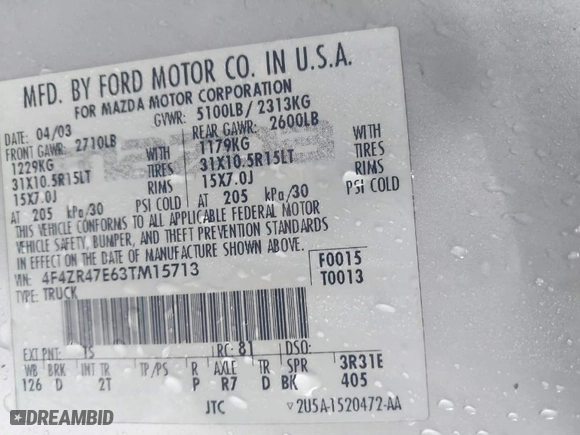 MFD. BY FORD MOTOR CO. IN U.S.A.
FOR MAZDA MOTOR CORPORATION
DATE: 04/03 GVWR: 5100LB/ 2313KG
FRONT GAWR: 2710LB REAR GAWR: 2600LB
1229KG WITH 1179KG WITH
31X10.5R15LT TIRES 31X10.5R15LT TIRES
15X7.0J RIMS 15X7.0J RIMS
AT 205 kPa/30 PSI COLD AT 205 kPa/30 PSI COLD
THIS VEHICLE CONFORMS TO ALL APPLICABLE FEDERAL MOTOR
VEHICLE SAFETY, BUMPER, AND THEFT PREVENTION STANDARDS
IN EFFECT ON THE DATE OF MANUFACTURE SHOWN ABOVE.
VIN: 4F4ZR47E63TM15713 F0015
TYPE: TRUCK T0013
EXT PNT: RC: 81 DSO:
WB BRK INT TR TP/PS R AXLE TR SPR 3R31E
126 D 2T P R7 D BK 405
JTC ▽2U5A-1520472-AA
DREAMBID